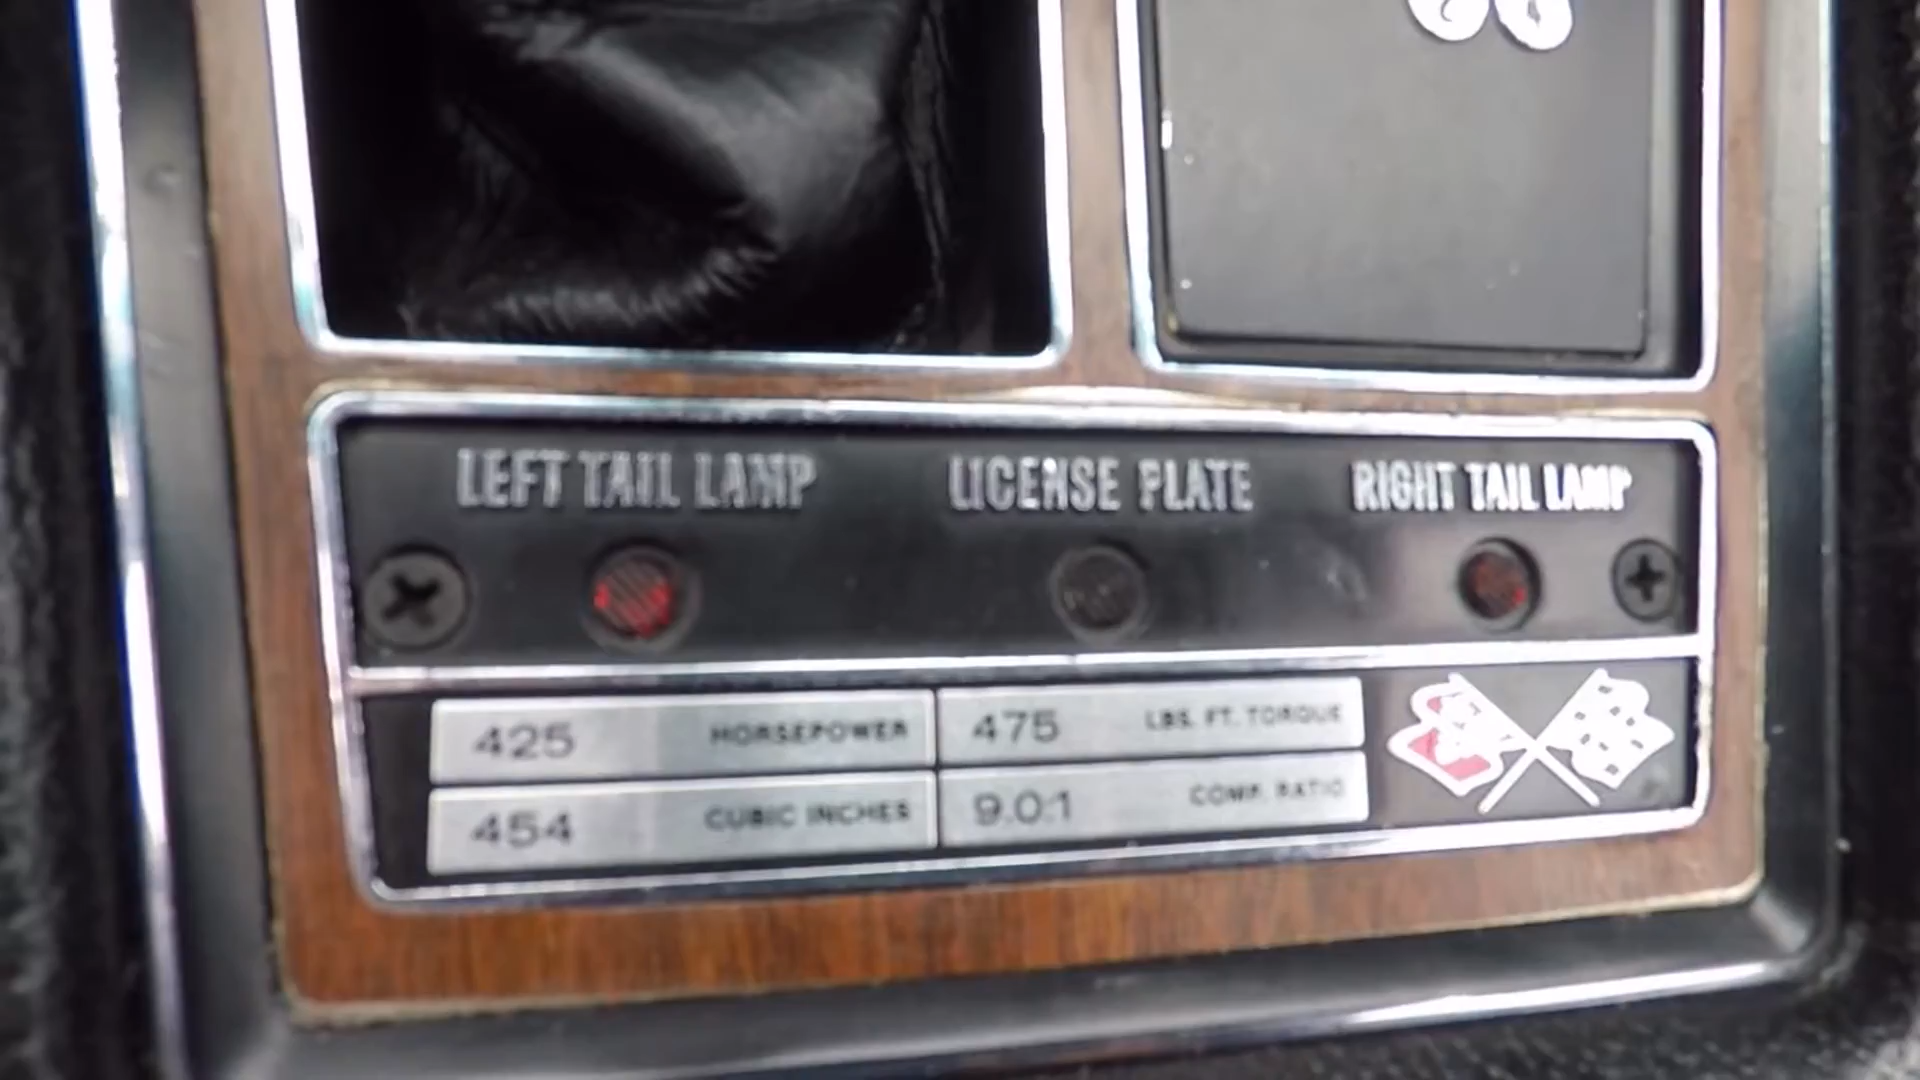 LEFT TAIL LAMP LICENSE PLATE RIGHT TAIL LAMP
425 HORSEPOWER 475 LBS. FT. TORQUE
454 CUBIC INCHES 9.0:1 COMP. RATIO